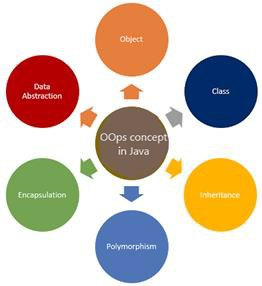 Object
Data
Abstraction
Class
OOps concept
in Java
Encapsulation
Inheritance
Polymorphism